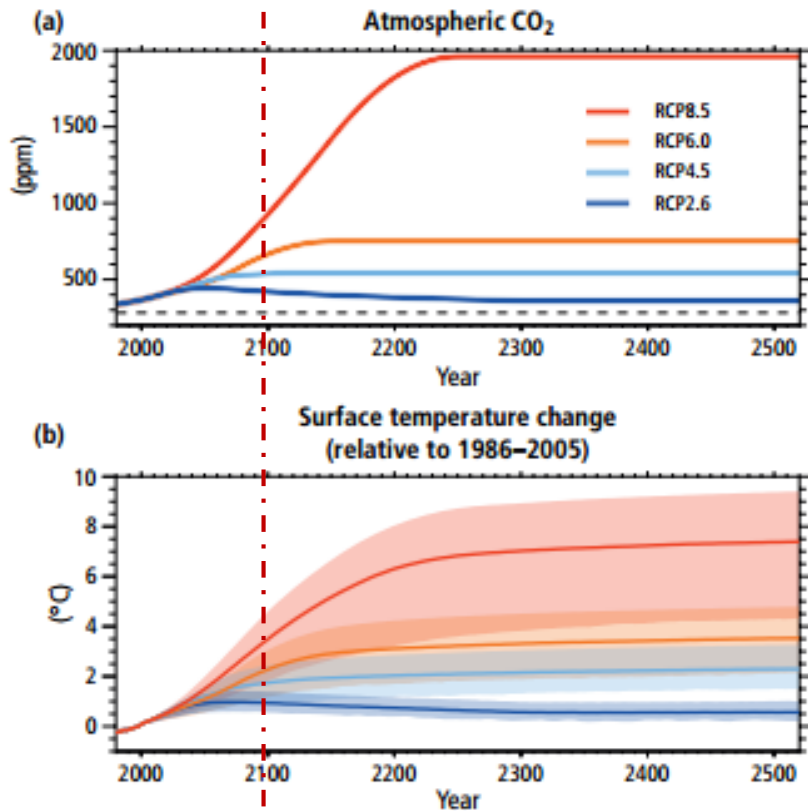 (a)
Atmospheric CO₂
2000
1500
1000
500
(ppm)
RCP8.5
RCP6.0
RCP4.5
RCP2.6
2000 2100 2200 2300 2400 2500
Year
(b)
Surface temperature change
(relative to 1986–2005)
10
8
6
4
2
0
(°C)
2000 2100 2200 2300 2400 2500
Year